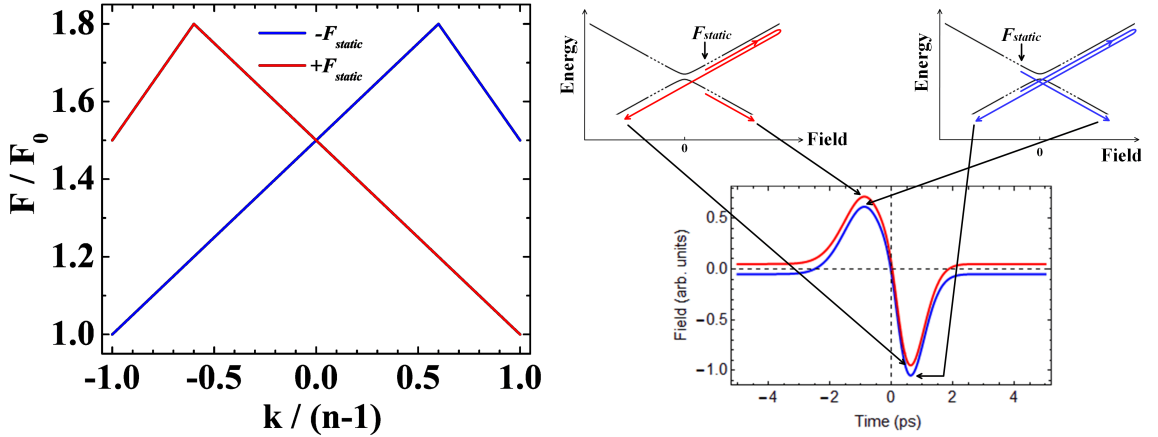 F / F0
1.8
1.6
1.4
1.2
1.0
-Fstatic
+Fstatic
-1.0 -0.5 0.0 0.5 1.0
k / (n-1)
Energy
Fstatic
0
Field
Energy
Fstatic
0
Field
Field (arb. units)
0.5
0.0
−0.5
−1.0
−4 −2 0 2 4
Time (ps)